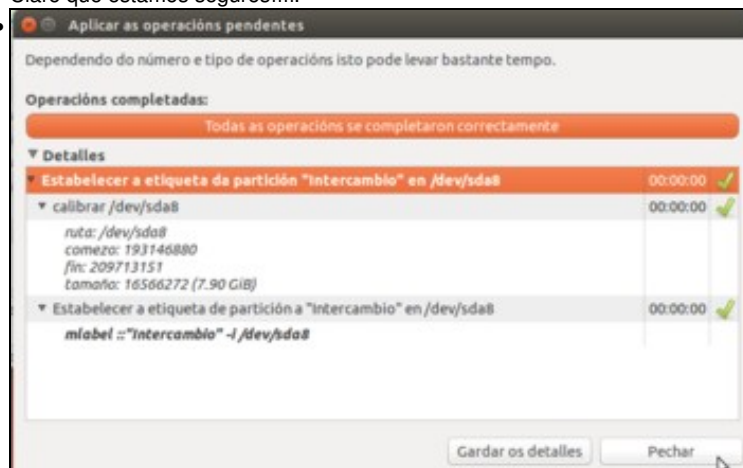 Claro que estamos seguros!!!.
Aplicar as operacións pendentes
Dependendo do número e tipo de operacións isto pode levar bastante tempo.
Operacións completadas:
Todas as operacións se completaron correctamente
Detalles
Estabelecer a etiqueta da partición "Intercambio" en /dev/sda8 00:00:00
calibrar /dev/sda8 00:00:00
ruta: /dev/sda8
comezo: 193146880
fin: 209713151
tamaño: 16566272 (7.90 GiB)
Estabelecer a etiqueta de partición a "Intercambio" en /dev/sda8 00:00:00
mlabel ::"Intercambio" -i /dev/sda8
Gardar os detalles Pechar